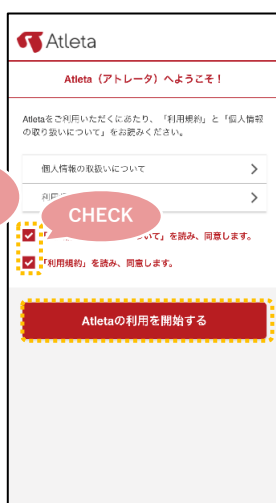 Atleta
Atleta（アトレータ）へようこそ！
Atletaをご利用いただくにあたり、「利用規約」と「個人情報
の取り扱いについて」をお読みください。
個人情報の取扱いについて
利用
CHECK
いて」を読み、同意します。
「利用規約」を読み、同意します。
Atletaの利用を開始する